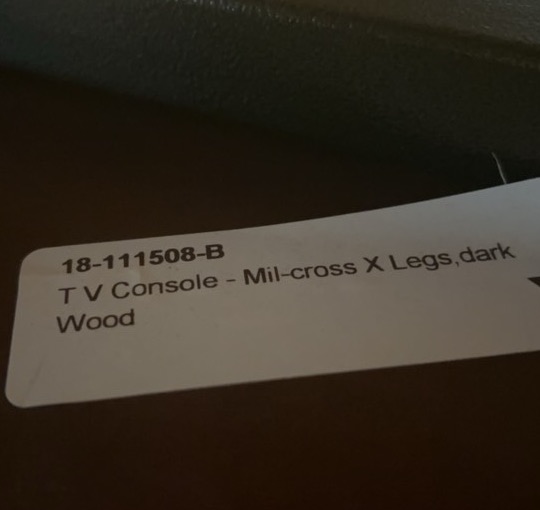 18-111508-B
T V Console - Mil-cross X Legs,dark
Wood